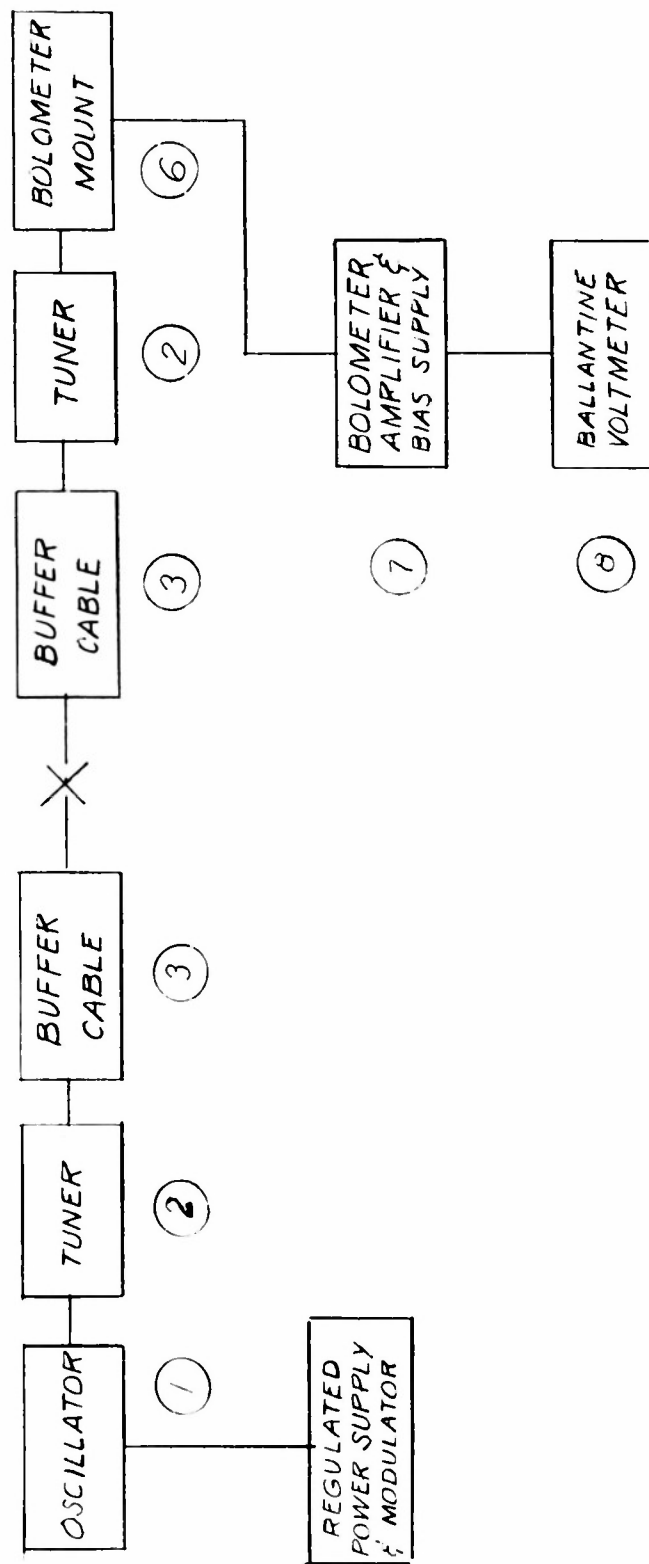 OSCILLATOR
TUNER
BUFFER
CABLE
BUFFER
CABLE
TUNER
BOLOMETER
MOUNT
1
2
3
3
2
6
REGULATED
POWER SUPPLY
& MODULATOR
7
BOLOMETER
AMPLIFIER &
BIAS SUPPLY
8
BALLANTINE
VOLTMETER